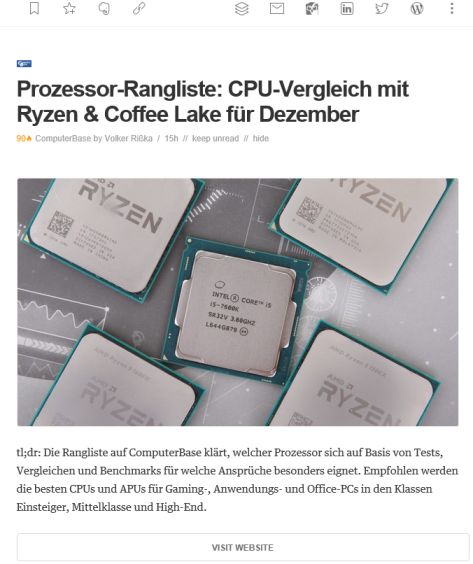 Prozessor-Rangliste: CPU-Vergleich mit
Ryzen & Coffee Lake für Dezember
90 ComputerBase by Volker Rißka / 15h // keep unread // hide
RYZEN
RYZEN
INTEL® CORE™ i5
i5-7600K
SR32V 3.80GHZ
L644G879
AMD
RYZEN
AMD
RYZEN
tl;dr: Die Rangliste auf ComputerBase klärt, welcher Prozessor sich auf Basis von Tests,
Vergleichen und Benchmarks für welche Ansprüche besonders eignet. Empfohlen werden
die besten CPUs und APUs für Gaming-, Anwendungs- und Office-PCs in den Klassen
Einsteiger, Mittelklasse und High-End.
VISIT WEBSITE